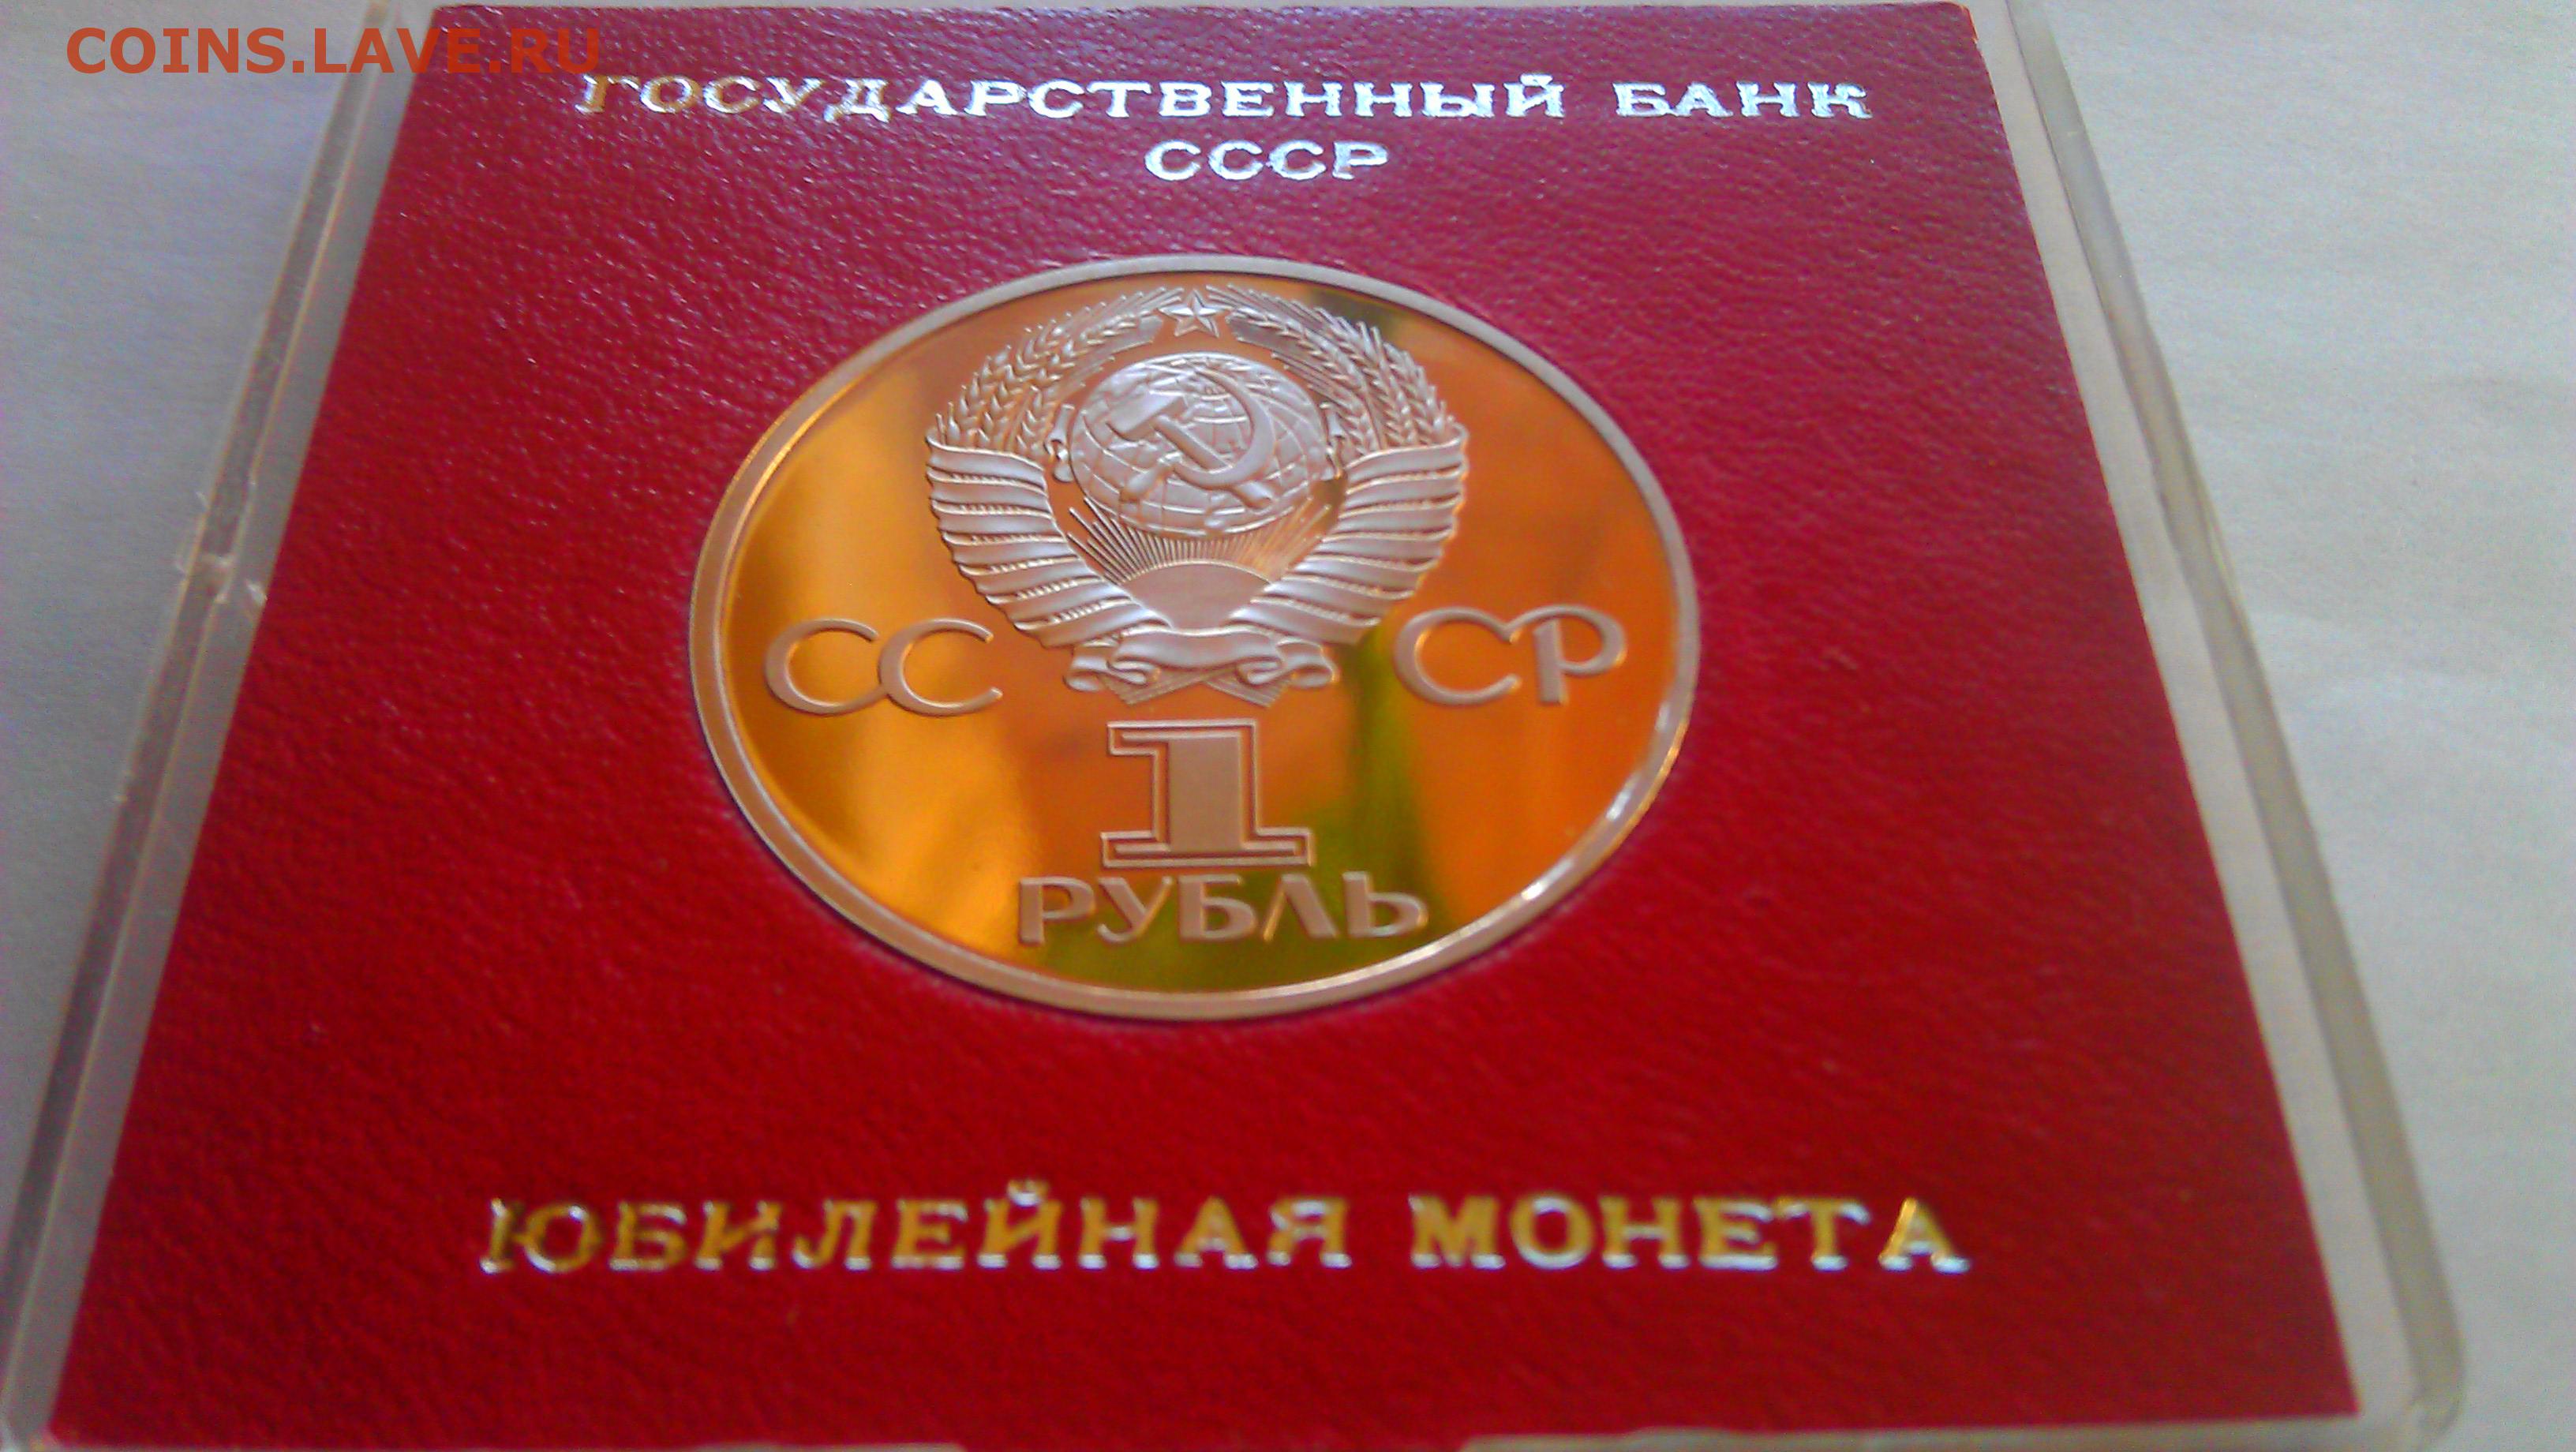 COINS.LAVE.RU
ГОСУДАРСТВЕННЫЙ БАНК
СССР
СС СР
1
РУБЛЬ
ЮБИЛЕЙНАЯ МОНЕТА